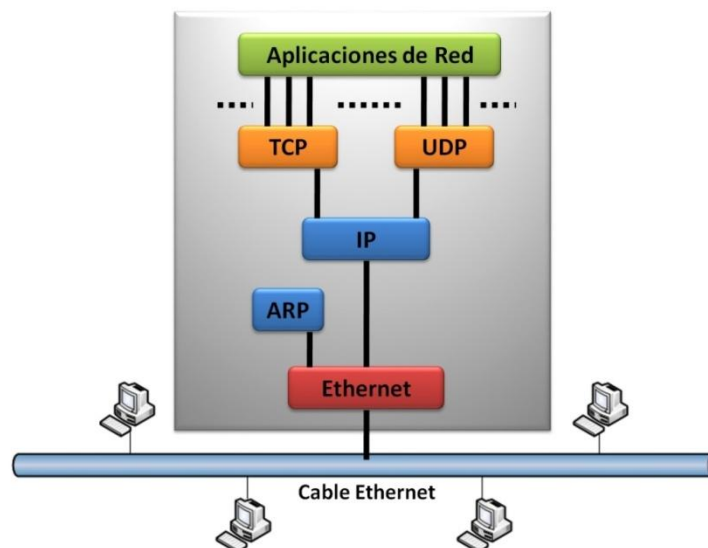 Aplicaciones de Red
TCP
UDP
IP
ARP
Ethernet
Cable Ethernet